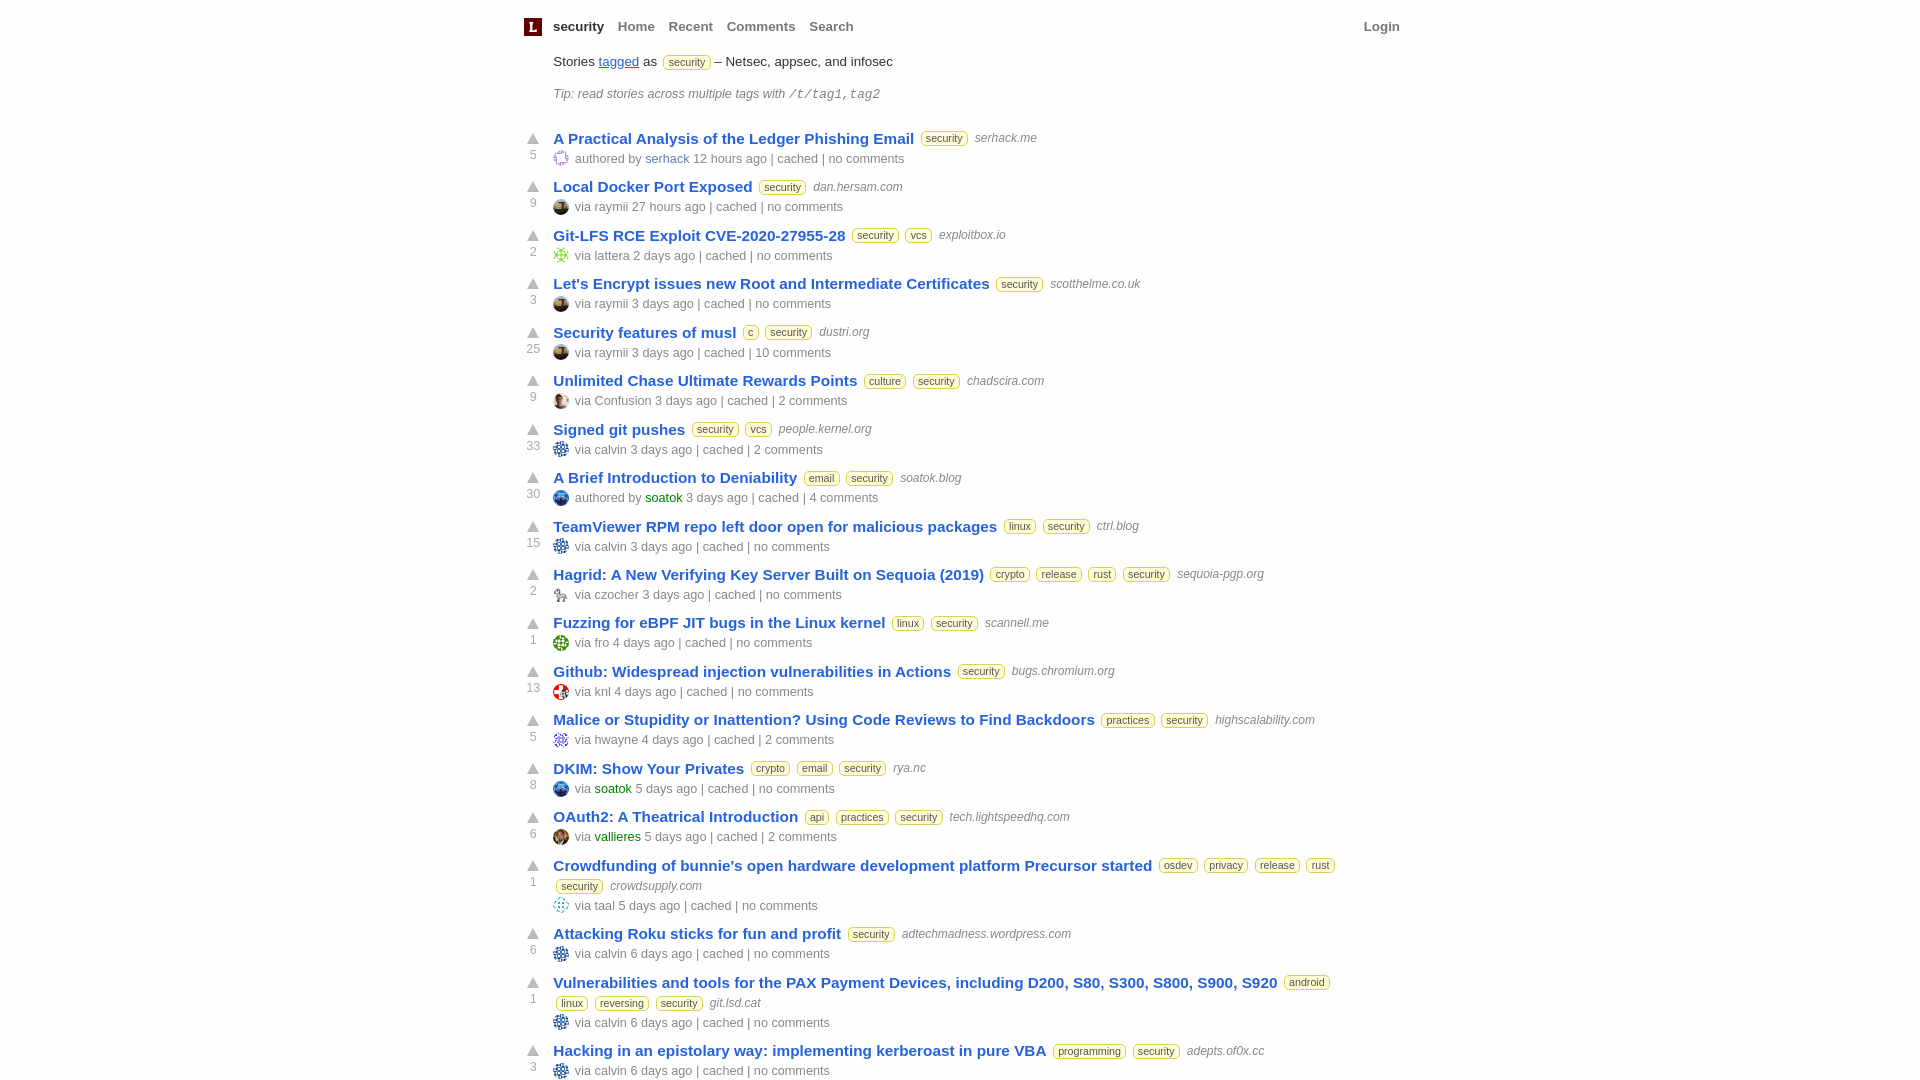 L security Home Recent Comments Search Login
Stories tagged as security – Netsec, appsec, and infosec
Tip: read stories across multiple tags with /t/tag1,tag2
A Practical Analysis of the Ledger Phishing Email security serhack.me
5 authored by serhack 12 hours ago | cached | no comments
Local Docker Port Exposed security dan.hersam.com
9 via raymii 27 hours ago | cached | no comments
Git-LFS RCE Exploit CVE-2020-27955-28 security vcs exploitbox.io
2 via lattera 2 days ago | cached | no comments
Let's Encrypt issues new Root and Intermediate Certificates security scotthelme.co.uk
3 via raymii 3 days ago | cached | no comments
Security features of musl c security dustri.org
25 via raymii 3 days ago | cached | 10 comments
Unlimited Chase Ultimate Rewards Points culture security chadscira.com
9 via Confusion 3 days ago | cached | 2 comments
Signed git pushes security vcs people.kernel.org
33 via calvin 3 days ago | cached | 2 comments
A Brief Introduction to Deniability email security soatok.blog
30 authored by soatok 3 days ago | cached | 4 comments
TeamViewer RPM repo left door open for malicious packages linux security ctrl.blog
15 via calvin 3 days ago | cached | no comments
Hagrid: A New Verifying Key Server Built on Sequoia (2019) crypto release rust security sequoia-pgp.org
2 via czocher 3 days ago | cached | no comments
Fuzzing for eBPF JIT bugs in the Linux kernel linux security scannell.me
1 via fro 4 days ago | cached | no comments
Github: Widespread injection vulnerabilities in Actions security bugs.chromium.org
13 via knl 4 days ago | cached | no comments
Malice or Stupidity or Inattention? Using Code Reviews to Find Backdoors practices security highscalability.com
5 via hwayne 4 days ago | cached | 2 comments
DKIM: Show Your Privates crypto email security rya.nc
8 via soatok 5 days ago | cached | no comments
OAuth2: A Theatrical Introduction api practices security tech.lightspeedhq.com
6 via vallieres 5 days ago | cached | 2 comments
Crowdfunding of bunnie's open hardware development platform Precursor started osdev privacy release rust
1 security crowdsupply.com
via taal 5 days ago | cached | no comments
Attacking Roku sticks for fun and profit security adtechmadness.wordpress.com
6 via calvin 6 days ago | cached | no comments
Vulnerabilities and tools for the PAX Payment Devices, including D200, S80, S300, S800, S900, S920 android
1 linux reversing security git.lsd.cat
via calvin 6 days ago | cached | no comments
Hacking in an epistolary way: implementing kerberoast in pure VBA programming security adepts.of0x.cc
3 via calvin 6 days ago | cached | no comments